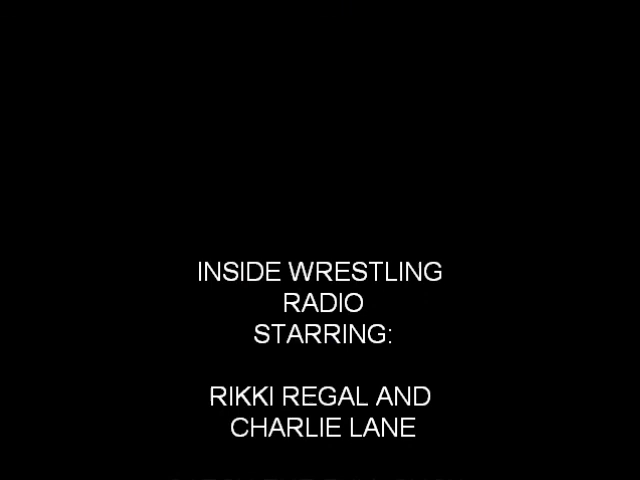 INSIDE WRESTLING
RADIO
STARRING:
RIKKI REGAL AND
CHARLIE LANE